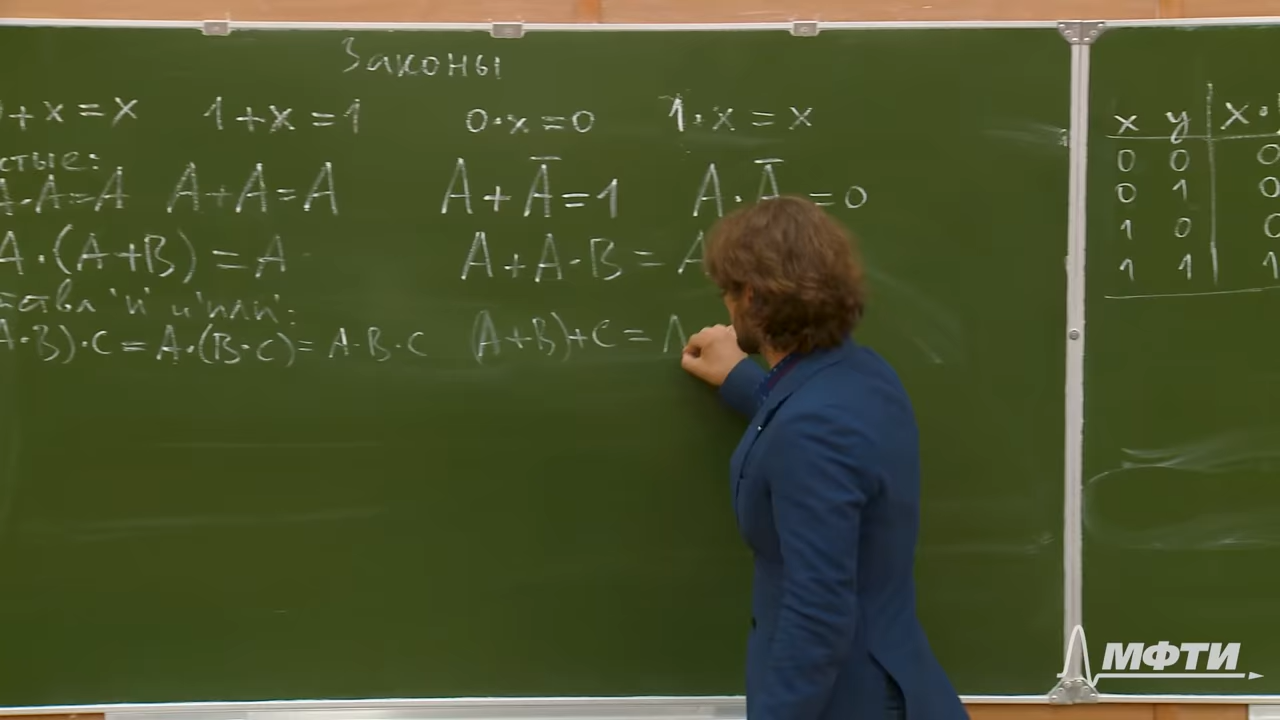 Законы
+ x = x 1 + x = 1 0 · x = 0 1 · x = x
стые:
A · A = A A + A = A A + A̅ = 1 A · A̅ = 0
A · (A + B) = A A + A · B = A
ства "и" и "или":
A · B) · C = A · (B · C) = A · B · C (A + B) + C = A
x y x ·
0 0 0
0 1 0
1 0 0
1 1 1
МФТИ